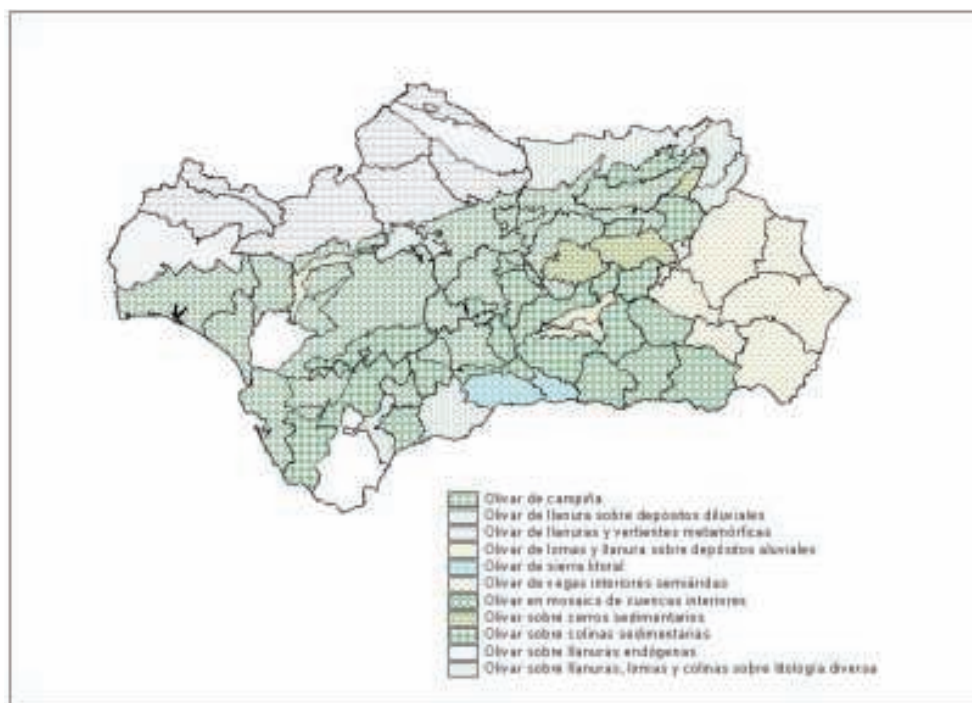 Olivar de campiña
Olivar de llanura sobre depósitos diluviales
Olivar de llanuras y vertientes metamórficas
Olivar de lomas y llanura sobre depósitos aluviales
Olivar de sierra litoral
Olivar de vegas interiores semiáridas
Olivar en mosaico de cuencas interiores
Olivar sobre cerros sedimentarios
Olivar sobre colinas sedimentarias
Olivar sobre llanuras endógenas
Olivar sobre llanuras, lomas y colinas sobre litología diversa